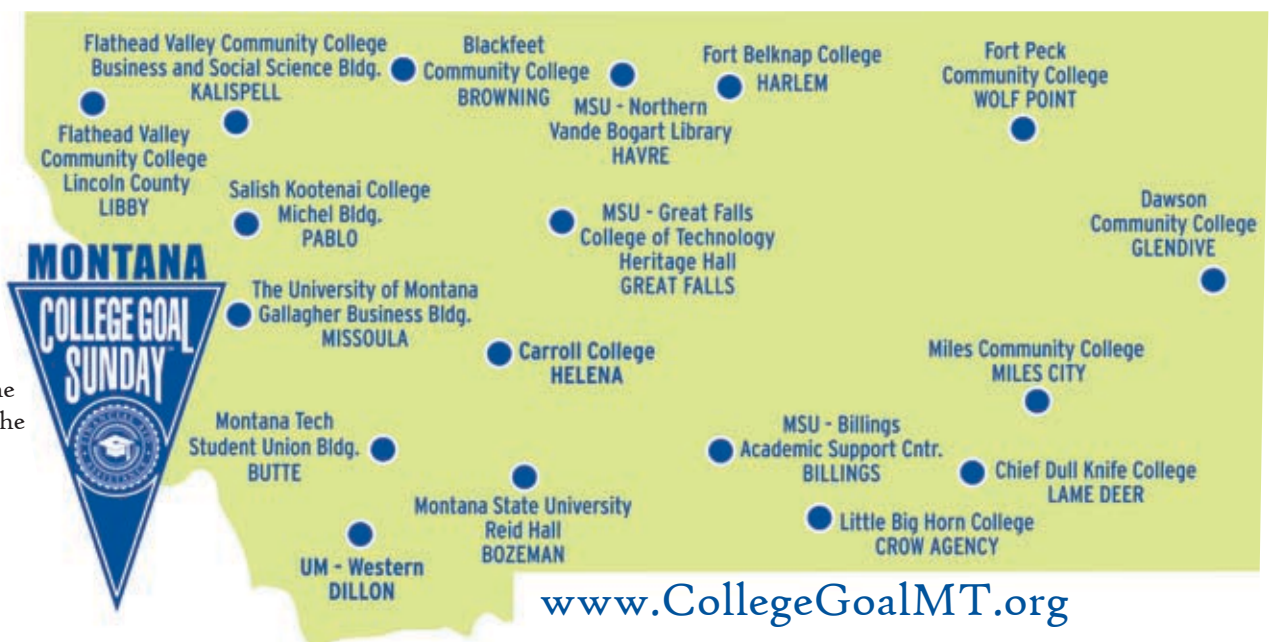 Flathead Valley Community College
Business and Social Science Bldg.
KALISPELL
Blackfeet
Community College
BROWNING
MSU - Northern
Vande Bogart Library
HAVRE
Fort Belknap College
HARLEM
Fort Peck
Community College
WOLF POINT
Flathead Valley
Community College
Lincoln County
LIBBY
Salish Kootenai College
Michel Bldg.
PABLO
MSU - Great Falls
College of Technology
Heritage Hall
GREAT FALLS
Dawson
Community College
GLENDIVE
MONTANA
COLLEGE GOAL
SUNDAY
The University of Montana
Gallagher Business Bldg.
MISSOULA
Carroll College
HELENA
Miles Community College
MILES CITY
Montana Tech
Student Union Bldg.
BUTTE
Montana State University
Reid Hall
BOZEMAN
MSU - Billings
Academic Support Cntr.
BILLINGS
Chief Dull Knife College
LAME DEER
Little Big Horn College
CROW AGENCY
UM - Western
DILLON
www.CollegeGoalMT.org